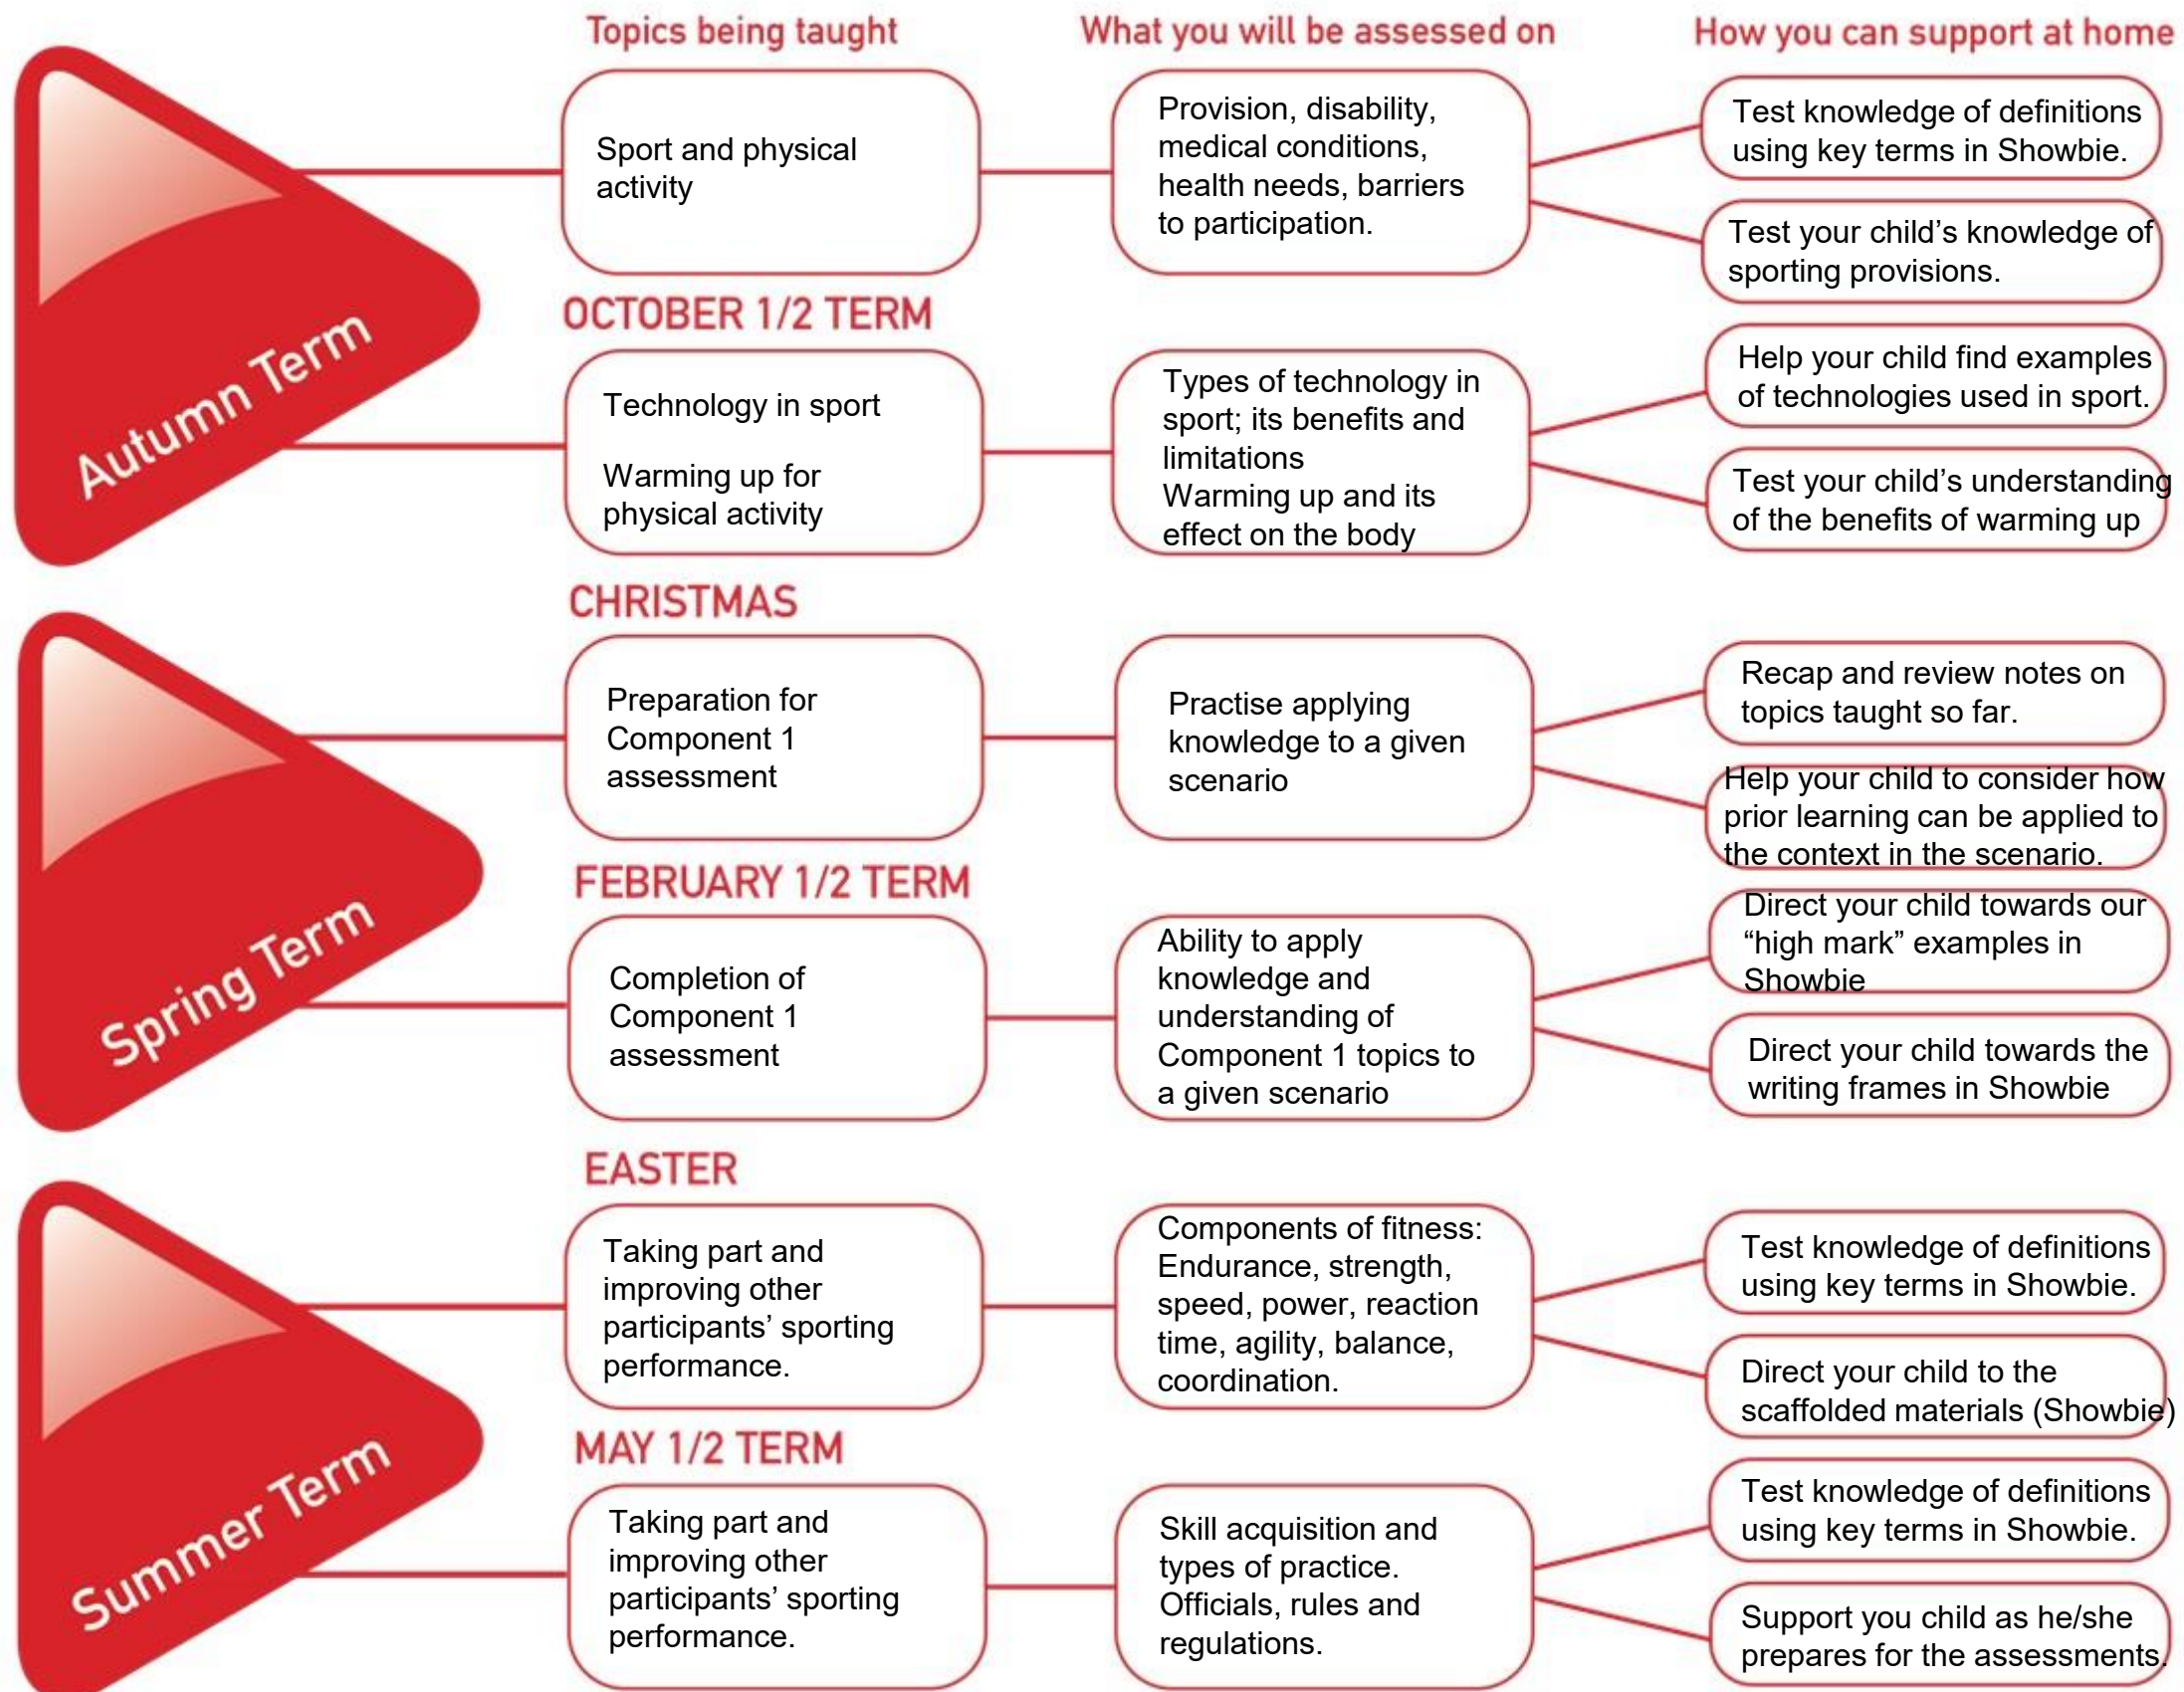 Topics being taught
What you will be assessed on
How you can support at home
Autumn Term
Sport and physical
activity
Provision, disability,
medical conditions,
health needs, barriers
to participation.
Test knowledge of definitions
using key terms in Showbie.
Test your child’s knowledge of
sporting provisions.
OCTOBER 1/2 TERM
Technology in sport
Warming up for
physical activity
Types of technology in
sport; its benefits and
limitations
Warming up and its
effect on the body
Help your child find examples
of technologies used in sport.
Test your child’s understanding
of the benefits of warming up
CHRISTMAS
Spring Term
Preparation for
Component 1
assessment
Practise applying
knowledge to a given
scenario
Recap and review notes on
topics taught so far.
Help your child to consider how
prior learning can be applied to
the context in the scenario.
FEBRUARY 1/2 TERM
Completion of
Component 1
assessment
Ability to apply
knowledge and
understanding of
Component 1 topics to
a given scenario
Direct your child towards our
“high mark” examples in
Showbie
Direct your child towards the
writing frames in Showbie
EASTER
Summer Term
Taking part and
improving other
participants’ sporting
performance.
Components of fitness:
Endurance, strength,
speed, power, reaction
time, agility, balance,
coordination.
Test knowledge of definitions
using key terms in Showbie.
Direct your child to the
scaffolded materials (Showbie)
MAY 1/2 TERM
Taking part and
improving other
participants’ sporting
performance.
Skill acquisition and
types of practice.
Officials, rules and
regulations.
Test knowledge of definitions
using key terms in Showbie.
Support you child as he/she
prepares for the assessments.